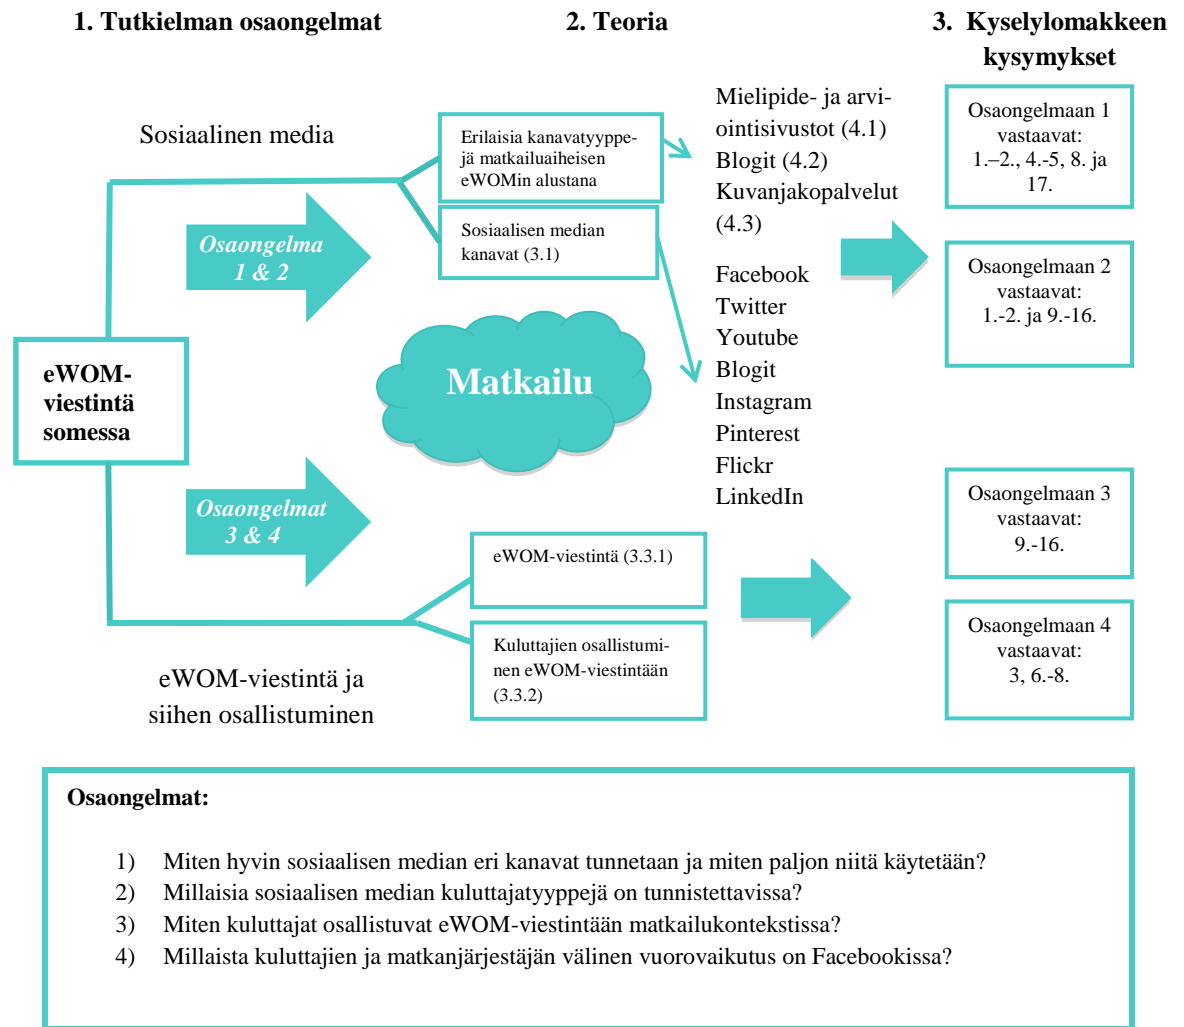 1. Tutkielman osaongelmat
2. Teoria
3. Kyselylomakkeen
kysymykset
Sosiaalinen media
Osaongelma
1 & 2
eWOM-
viestintä
somessa
Osaongelmat
3 & 4
eWOM-viestintä ja
siihen osallistuminen
Erilaisia kanavatyyppe-
jä matkailuaiheisen
eWOMin alustana
Sosiaalisen median
kanavat (3.1)
Matkailu
eWOM-viestintä (3.3.1)
Kuluttajien osallistumi-
nen eWOM-viestintään
(3.3.2)
Mielipide- ja arvi-
ointisivustot (4.1)
Blogit (4.2)
Kuvanjakopalvelut
(4.3)
Facebook
Twitter
Youtube
Blogit
Instagram
Pinterest
Flickr
LinkedIn
Osaongelmaan 1
vastaavat:
1.–2., 4.-5, 8. ja
17.
Osaongelmaan 2
vastaavat:
1.-2. ja 9.-16.
Osaongelmaan 3
vastaavat:
9.-16.
Osaongelmaan 4
vastaavat:
3, 6.-8.
Osaongelmat:
1) Miten hyvin sosiaalisen median eri kanavat tunnetaan ja miten paljon niitä käytetään?
2) Millaisia sosiaalisen median kuluttajatyyppejä on tunnistettavissa?
3) Miten kuluttajat osallistuvat eWOM-viestintään matkailukontekstissa?
4) Millaista kuluttajien ja matkanjärjestäjän välinen vuorovaikutus on Facebookissa?